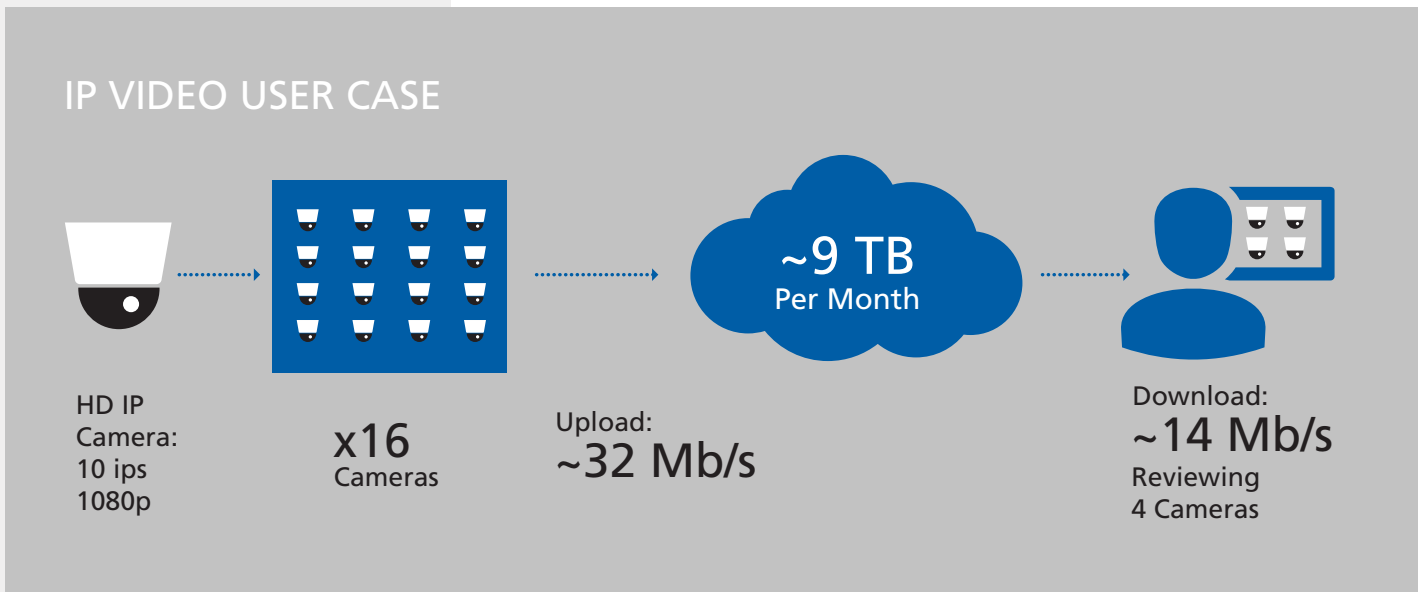 IP VIDEO USER CASE
HD IP
Camera:
10 ips
1080p
x16
Cameras
Upload:
~32 Mb/s
~9 TB
Per Month
Download:
~14 Mb/s
Reviewing
4 Cameras